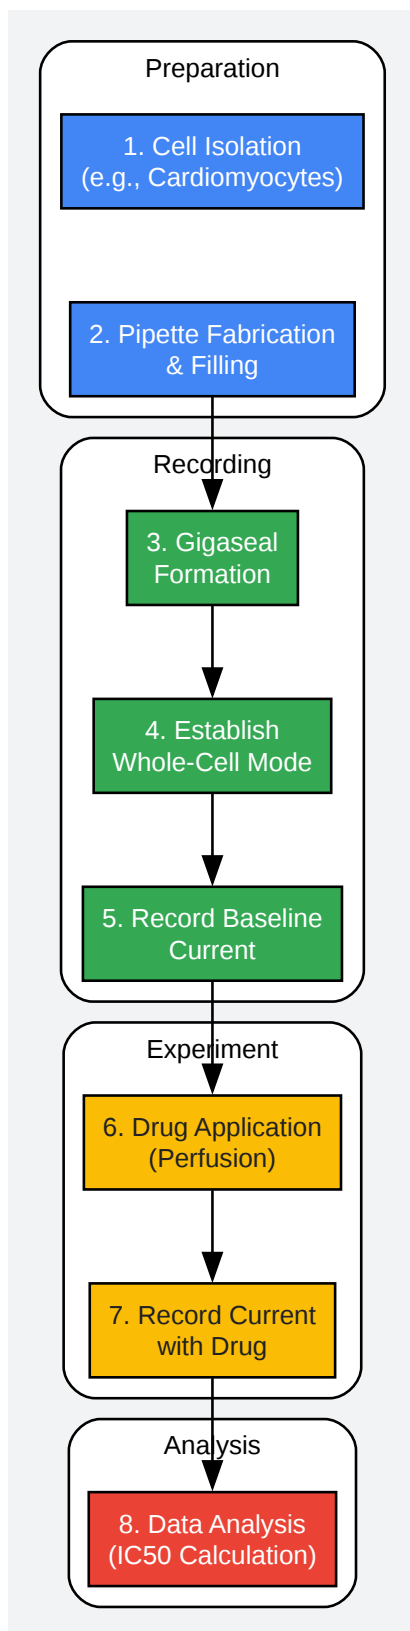 Preparation
1. Cell Isolation
(e.g., Cardiomyocytes)
2. Pipette Fabrication
& Filling
Recording
3. Gigaseal
Formation
4. Establish
Whole-Cell Mode
5. Record Baseline
Current
Experiment
6. Drug Application
(Perfusion)
7. Record Current
with Drug
Analysis
8. Data Analysis
(IC50 Calculation)